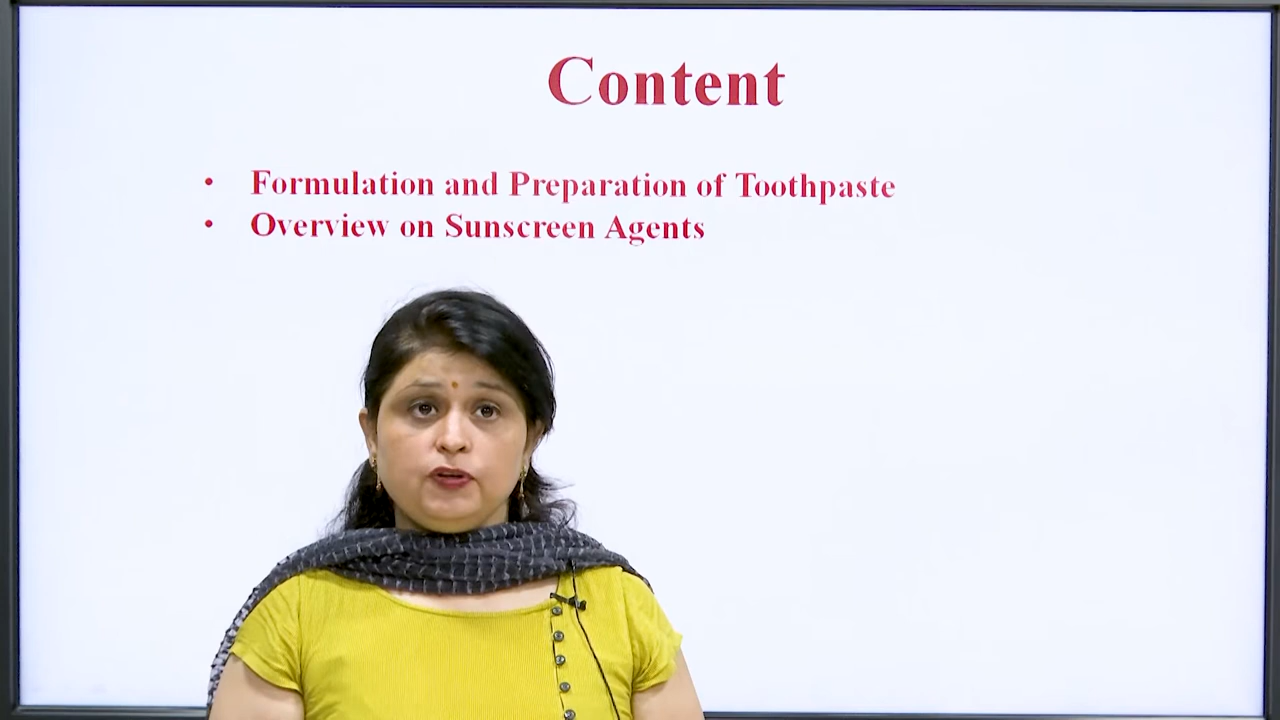 Content
• Formulation and Preparation of Toothpaste
• Overview on Sunscreen Agents